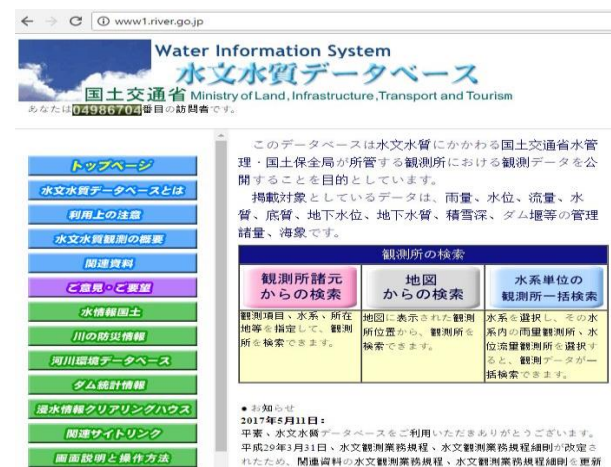 www1.river.go.jp
Water Information System
水文水質データベース
国土交通省 Ministry of Land, Infrastructure, Transport and Tourism
あなたは04986704番目の訪問者です。
トップページ
水文水質データベースとは
利用上の注意
水文水質観測の概要
関連資料
ご意見・ご要望
水情報国土
川の防災情報
河川環境データベース
ダム統計情報
浸水情報クリアリングハウス
関連サイトリンク
画面説明と操作方法
このデータベースは水文水質にかかわる国土交通省水管
理・国土保全局が所管する観測所における観測データを公
開することを目的としています。
掲載対象としているデータは、雨量、水位、流量、水
質、底質、地下水位、地下水質、積雪深、ダム堰等の管理
諸量、海象です。
観測所の検索
観測所諸元
からの検索
地図
からの検索
水系単位の
観測所一括検索
観測項目、水系、所在
地等を指定して、観測
所を検索できます。
地図に表示された観測
所位置から、観測所を
検索できます。
水系を選択し、その水
系内の雨量観測所、水
位流量観測所を選択す
ると、観測データが一
括検索できます。
●お知らせ
2017年5月11日：
平素、水文水質データベースをご利用いただきありがとうございます。
平成29年3月31日、水文観測業務規程、水文観測業務規程細則が改定さ
れたため、関連資料の水文観測業務規程、水文観測業務規程細則を更新